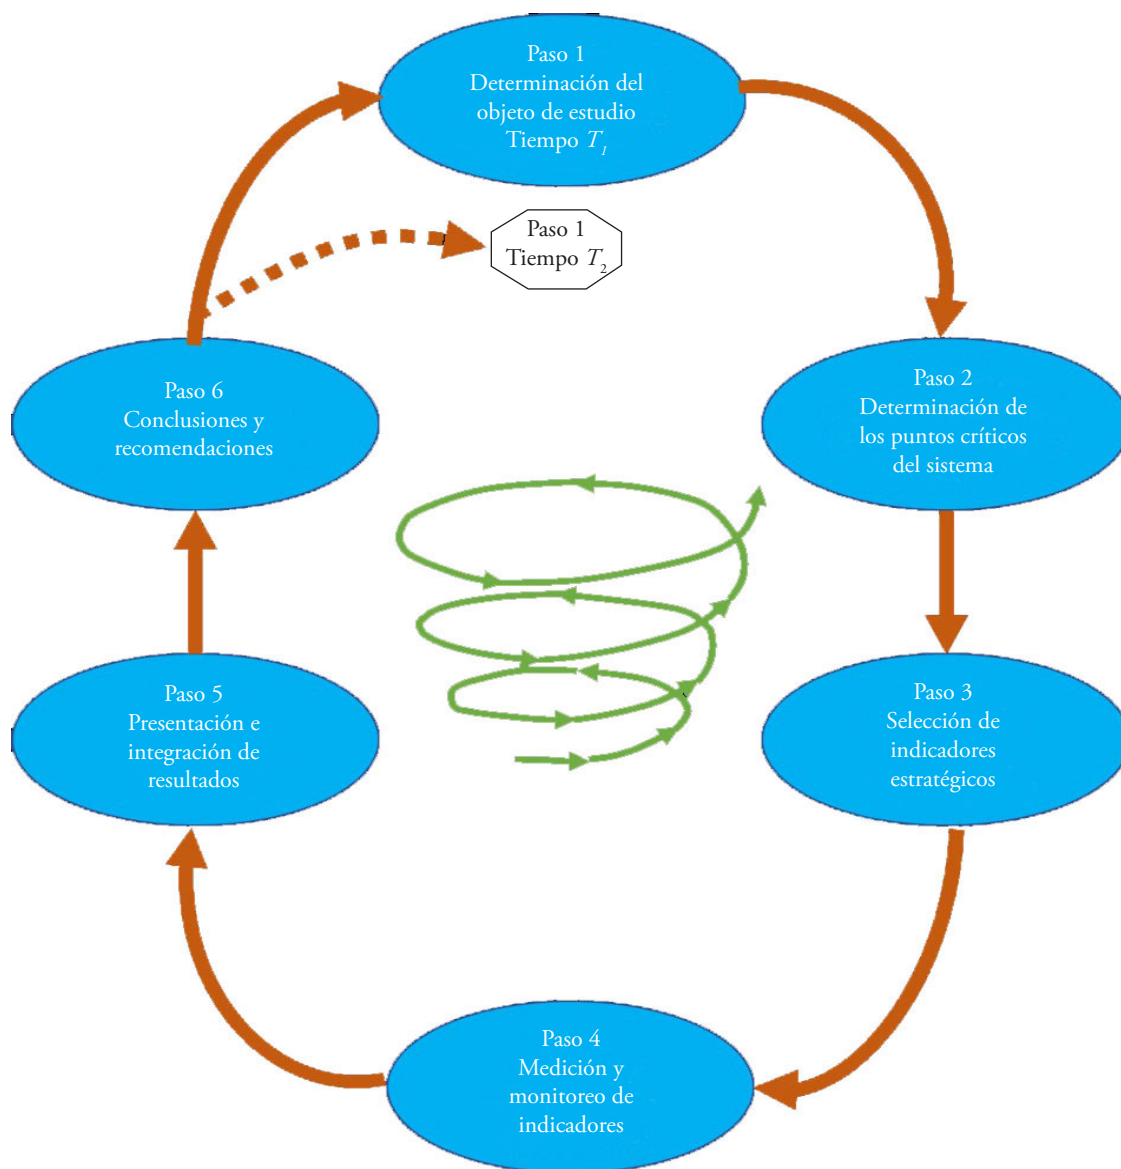 Paso 1
Determinación del
objeto de estudio
Tiempo T1
Paso 1
Tiempo T2
Paso 2
Determinación de
los puntos críticos
del sistema
Paso 3
Selección de
indicadores
estratégicos
Paso 4
Medición y
monitoreo de
indicadores
Paso 5
Presentación e
integración de
resultados
Paso 6
Conclusiones y
recomendaciones